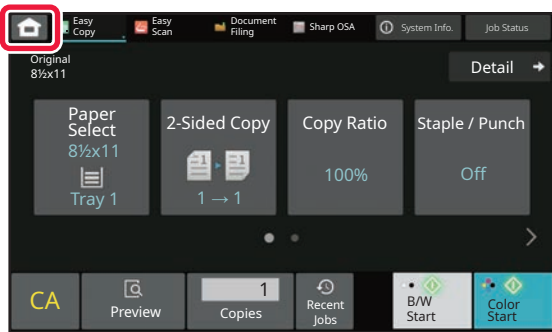 Easy
Copy
Easy
Scan
Document
Filing
Sharp OSA
System Info.
Job Status
Original
8½x11
Detail
Paper
Select
8½x11
Tray 1
2-Sided Copy
1
1
1 → 1
Copy Ratio
100%
Staple / Punch
Off
CA
Preview
1
Copies
Recent
Jobs
B/W
Start
Color
Start